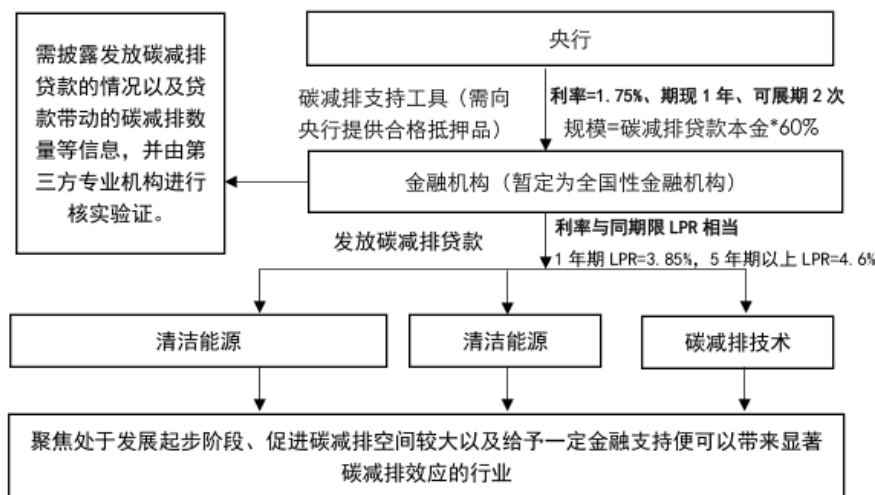 需披露发放碳减排
贷款的情况以及贷
款带动的碳减排数
量等信息，并由第
三方专业机构进行
核实验证。
央行
碳减排支持工具（需向
央行提供合格抵押品）
利率=1.75%、期现 1 年、可展期 2 次
规模=碳减排贷款本金*60%
金融机构（暂定为全国性金融机构）
发放碳减排贷款
利率与同期限 LPR 相当
1 年期 LPR=3.85%，5 年期以上 LPR=4.6%
清洁能源
清洁能源
碳减排技术
聚焦处于发展起步阶段、促进碳减排空间较大以及给予一定金融支持便可以带来显著
碳减排效应的行业